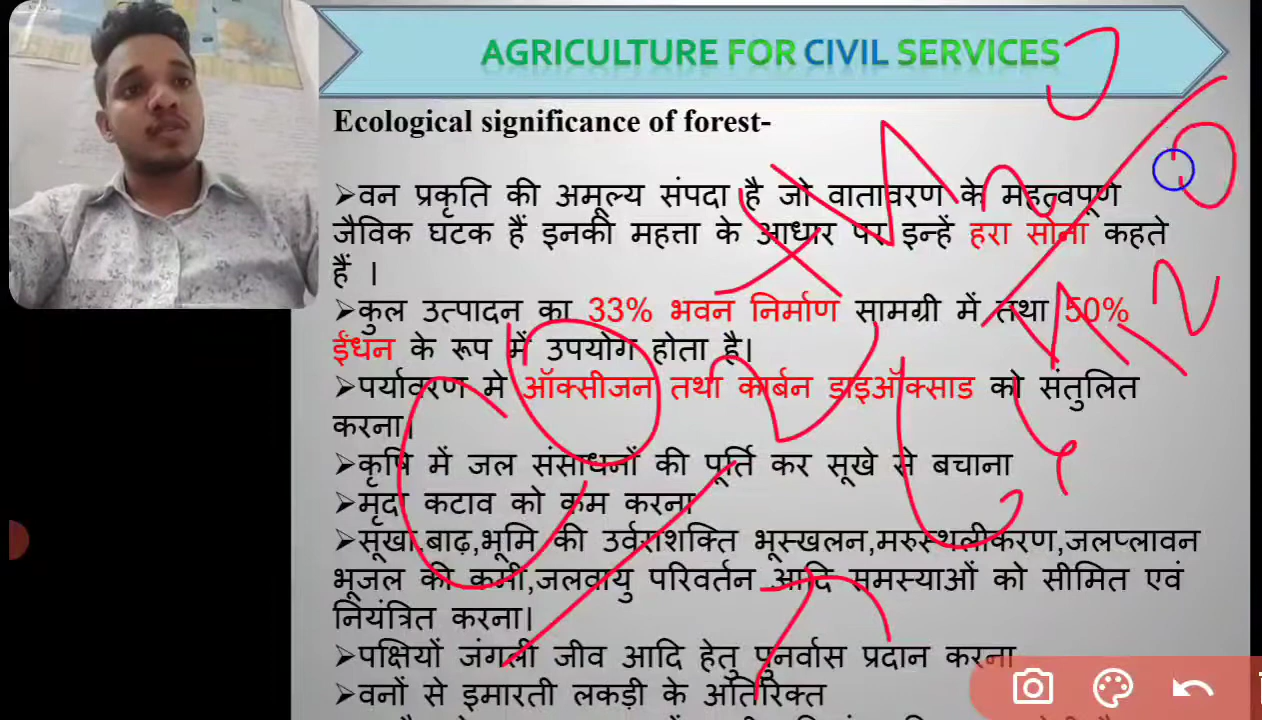 AGRICULTURE FOR CIVIL SERVICES
Ecological significance of forest-
➢वन प्रकृति की अमूल्य संपदा है जो वातावरण के महत्वपूर्ण
जैविक घटक हैं इनकी महत्ता के आधार पर इन्हें हरा सोना कहते
हैं ।
➢कुल उत्पादन का 33% भवन निर्माण सामग्री में तथा 50%
ईंधन के रूप में उपयोग होता है।
➢पर्यावरण मे ऑक्सीजन तथा कार्बन डाइऑक्साड को संतुलित
करना।
➢कृषि में जल संसाधनों की पूर्ति कर सूखे से बचाना
➢मृदा कटाव को कम करना
➢सूखा,बाढ़,भूमि की उर्वराशक्ति भूस्खलन,मरुस्थलीकरण,जलप्लावन
भूजल की कमी,जलवायु परिवर्तन आदि समस्याओं को सीमित एवं
नियंत्रित करना।
➢पक्षियों जंगली जीव आदि हेतु पुनर्वास प्रदान करना
➢वनों से इमारती लकड़ी के अतिरिक्त